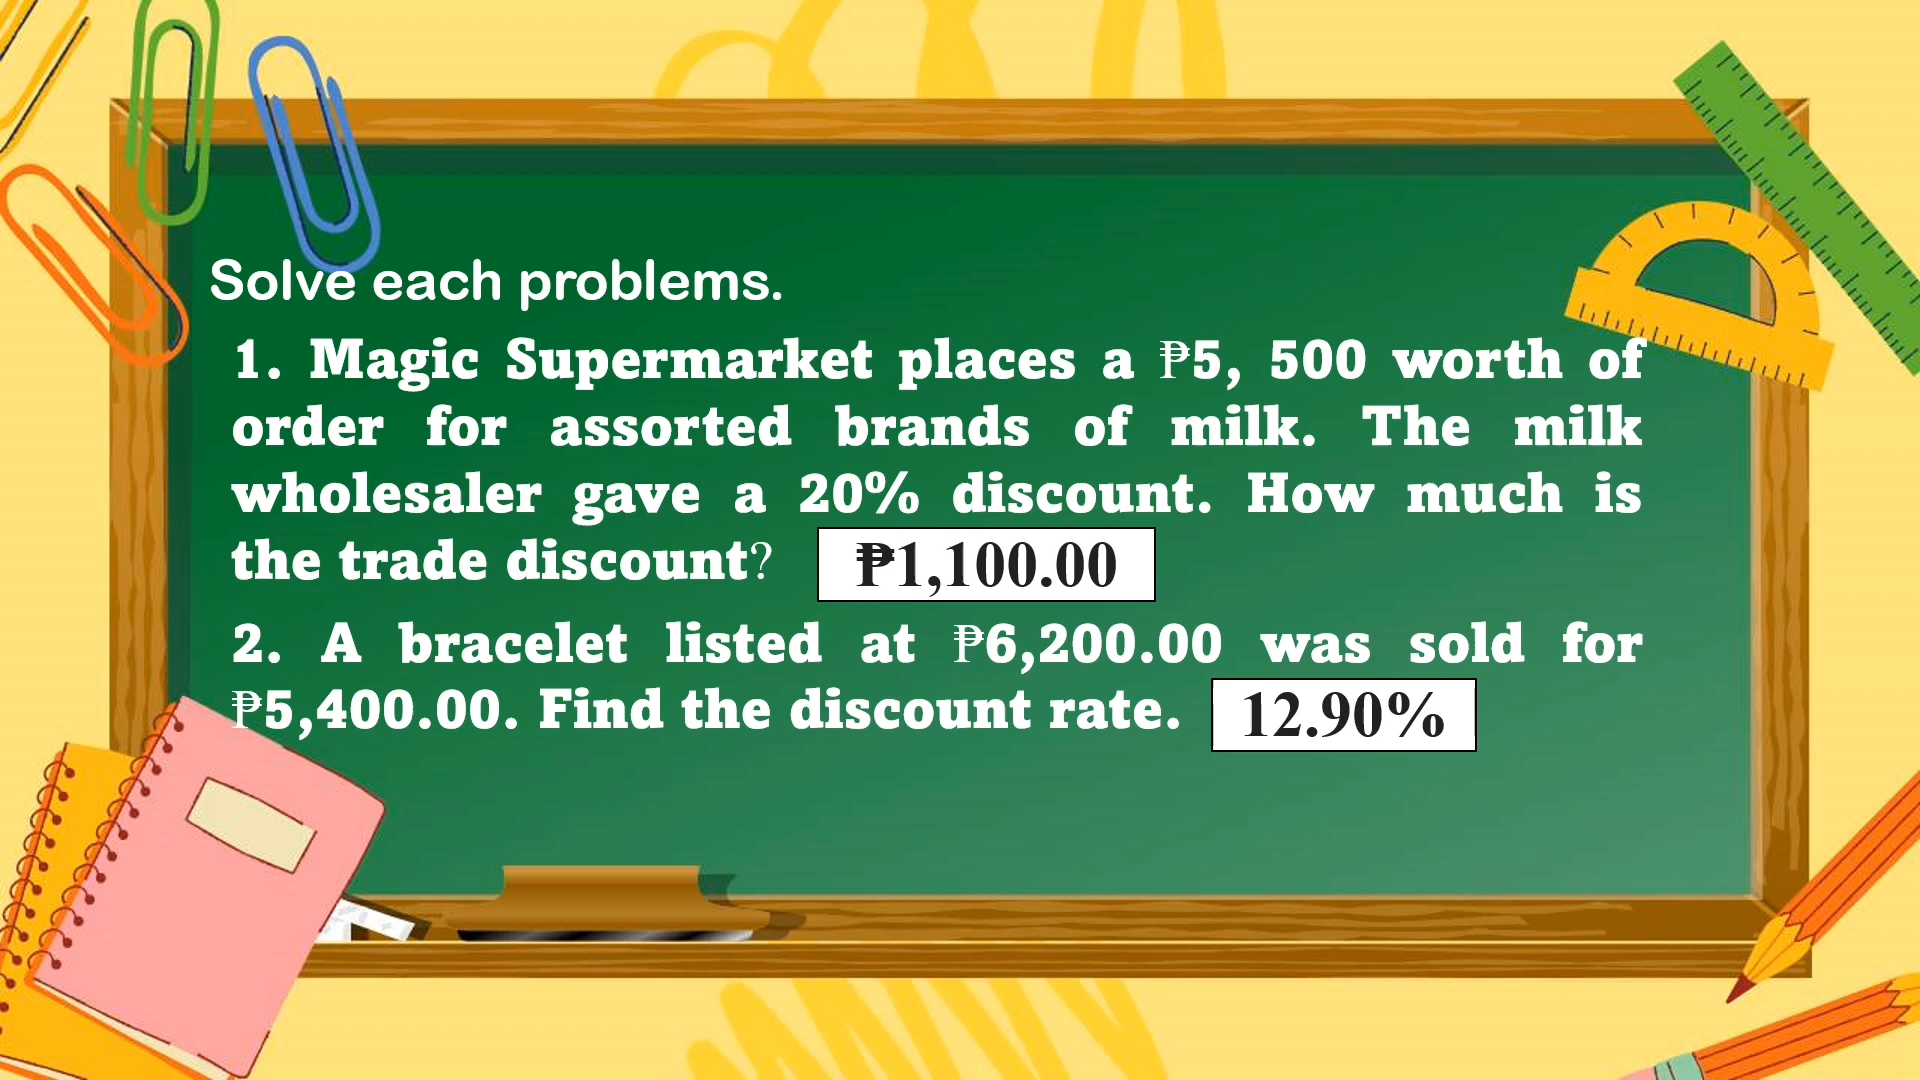 Solve each problems.
1. Magic Supermarket places a ₱5, 500 worth of
order for assorted brands of milk. The milk
wholesaler gave a 20% discount. How much is
the trade discount? ₱1,100.00
2. A bracelet listed at ₱6,200.00 was sold for
₱5,400.00. Find the discount rate. 12.90%